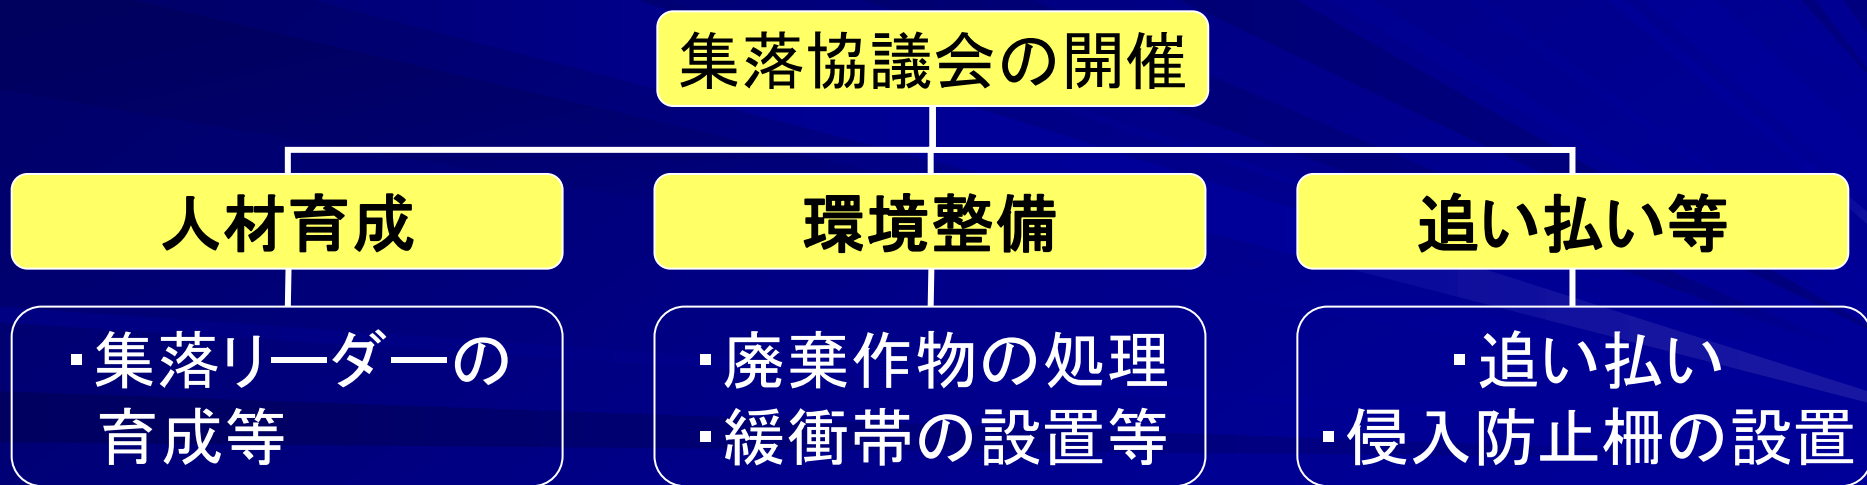 集落協議会の開催
人材育成
環境整備
追い払い等
・集落リーダーの
育成等
・廃棄作物の処理
・緩衝帯の設置等
・追い払い
・侵入防止柵の設置